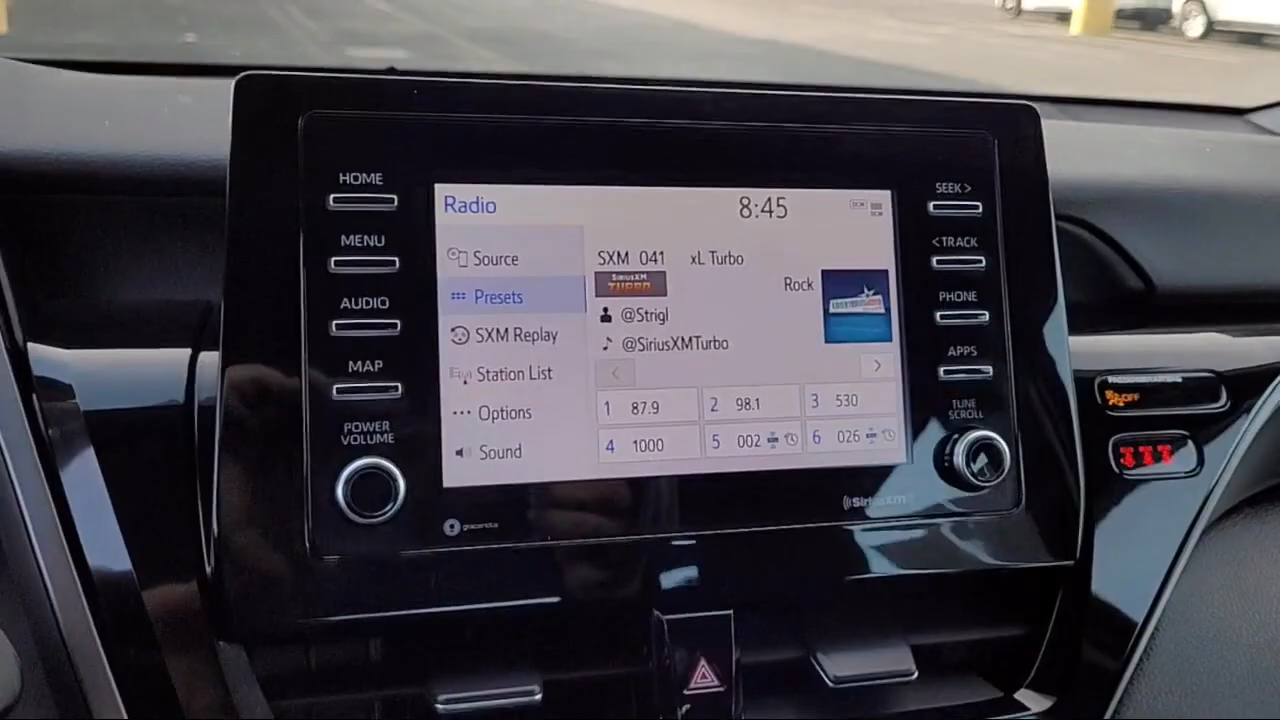 HOME
MENU
AUDIO
MAP
POWER
VOLUME
Radio
8:45
Source
Presets
SXM Replay
Station List
Options
Sound
SXM 041 xL Turbo
SiriusXM
TURBO
Rock
@Strigl
@SiriusXMTurbo
<
>
1 87.9
2 98.1
3 530
4 1000
5 002
6 026
gracenote
SiriusXM
SEEK >
< TRACK
PHONE
APPS
TUNE
SCROLL
OFF